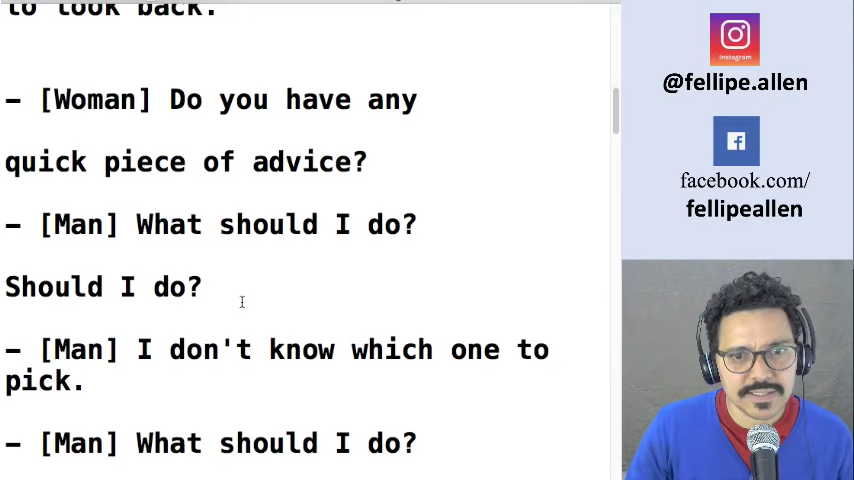 to look back.
– [Woman] Do you have any
quick piece of advice?
– [Man] What should I do?
Should I do?
– [Man] I don't know which one to
pick.
– [Man] What should I do?
Instagram
@fellipe.allen
facebook.com/
fellipeallen